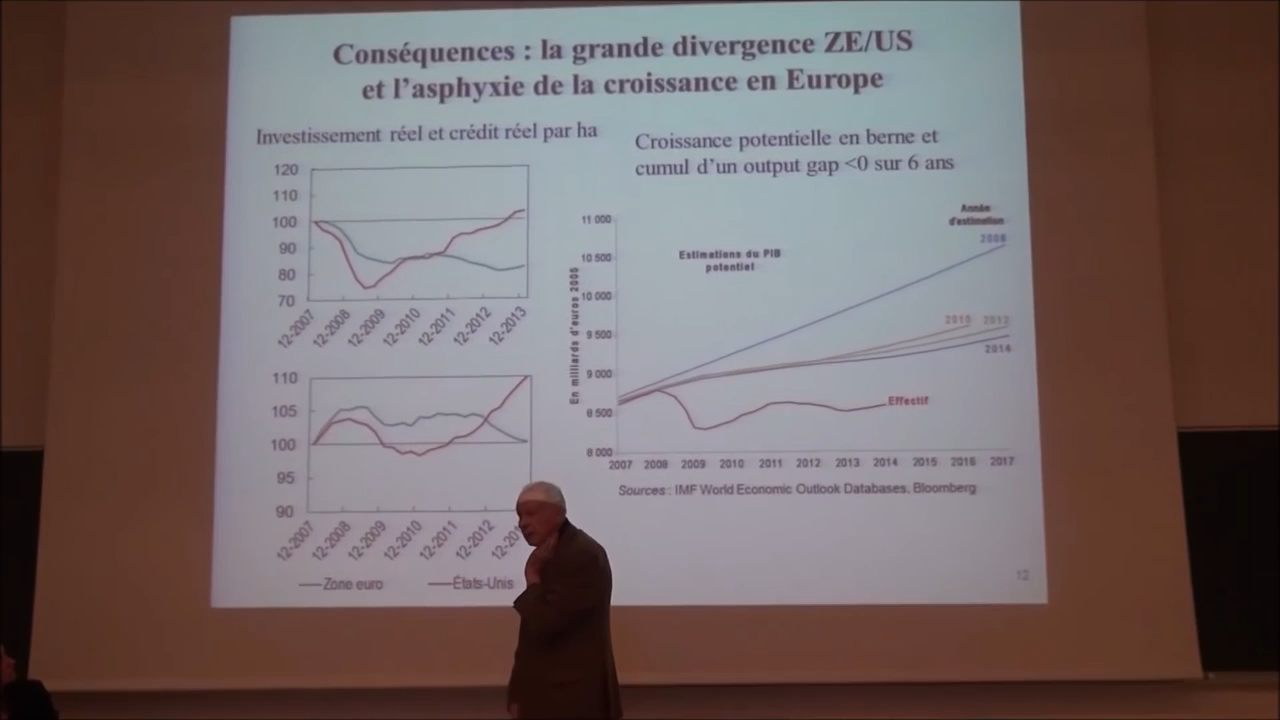 Conséquences : la grande divergence ZE/US
et l'asphyxie de la croissance en Europe
Investissement réel et crédit réel par ha
120
110
100
90
80
70
12-2007
12-2008
12-2009
12-2010
12-2011
12-2012
12-2013
110
105
100
95
90
12-2007
12-2008
12-2009
12-2010
12-2011
12-2012
Zone euro
États-Unis
Croissance potentielle en berne et
cumul d'un output gap <0 sur 6 ans
Année
d'estimation
Estimations du PIB
potentiel
En milliards d'euros 2005
11 000
10 500
10 000
9 500
9 000
8 500
8 000
2008
2010 2012
2014
Effectif
2007 2008 2009 2010 2011 2012 2013 2014 2015 2016 2017
Sources : IMF World Economic Outlook Databases, Bloomberg
12